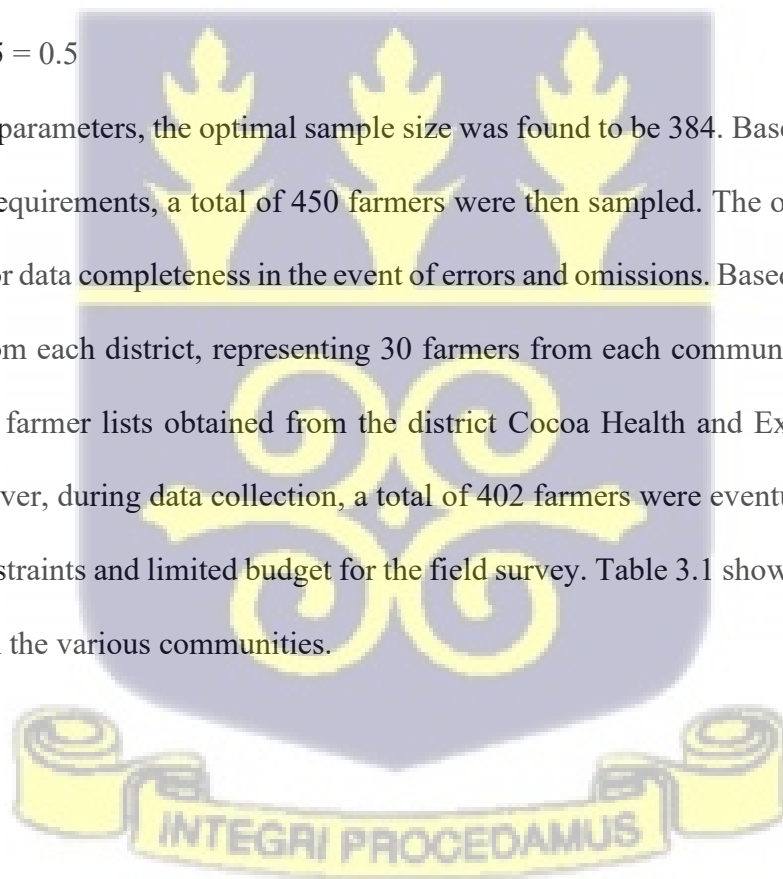 5 = 0.5
parameters, the optimal sample size was found to be 384. Base
equirements, a total of 450 farmers were then sampled. The o
or data completeness in the event of errors and omissions. Based
om each district, representing 30 farmers from each commun
farmer lists obtained from the district Cocoa Health and Ex
ver, during data collection, a total of 402 farmers were eventu
straints and limited budget for the field survey. Table 3.1 show
the various communities.
INTEGRI PROCEDAMUS